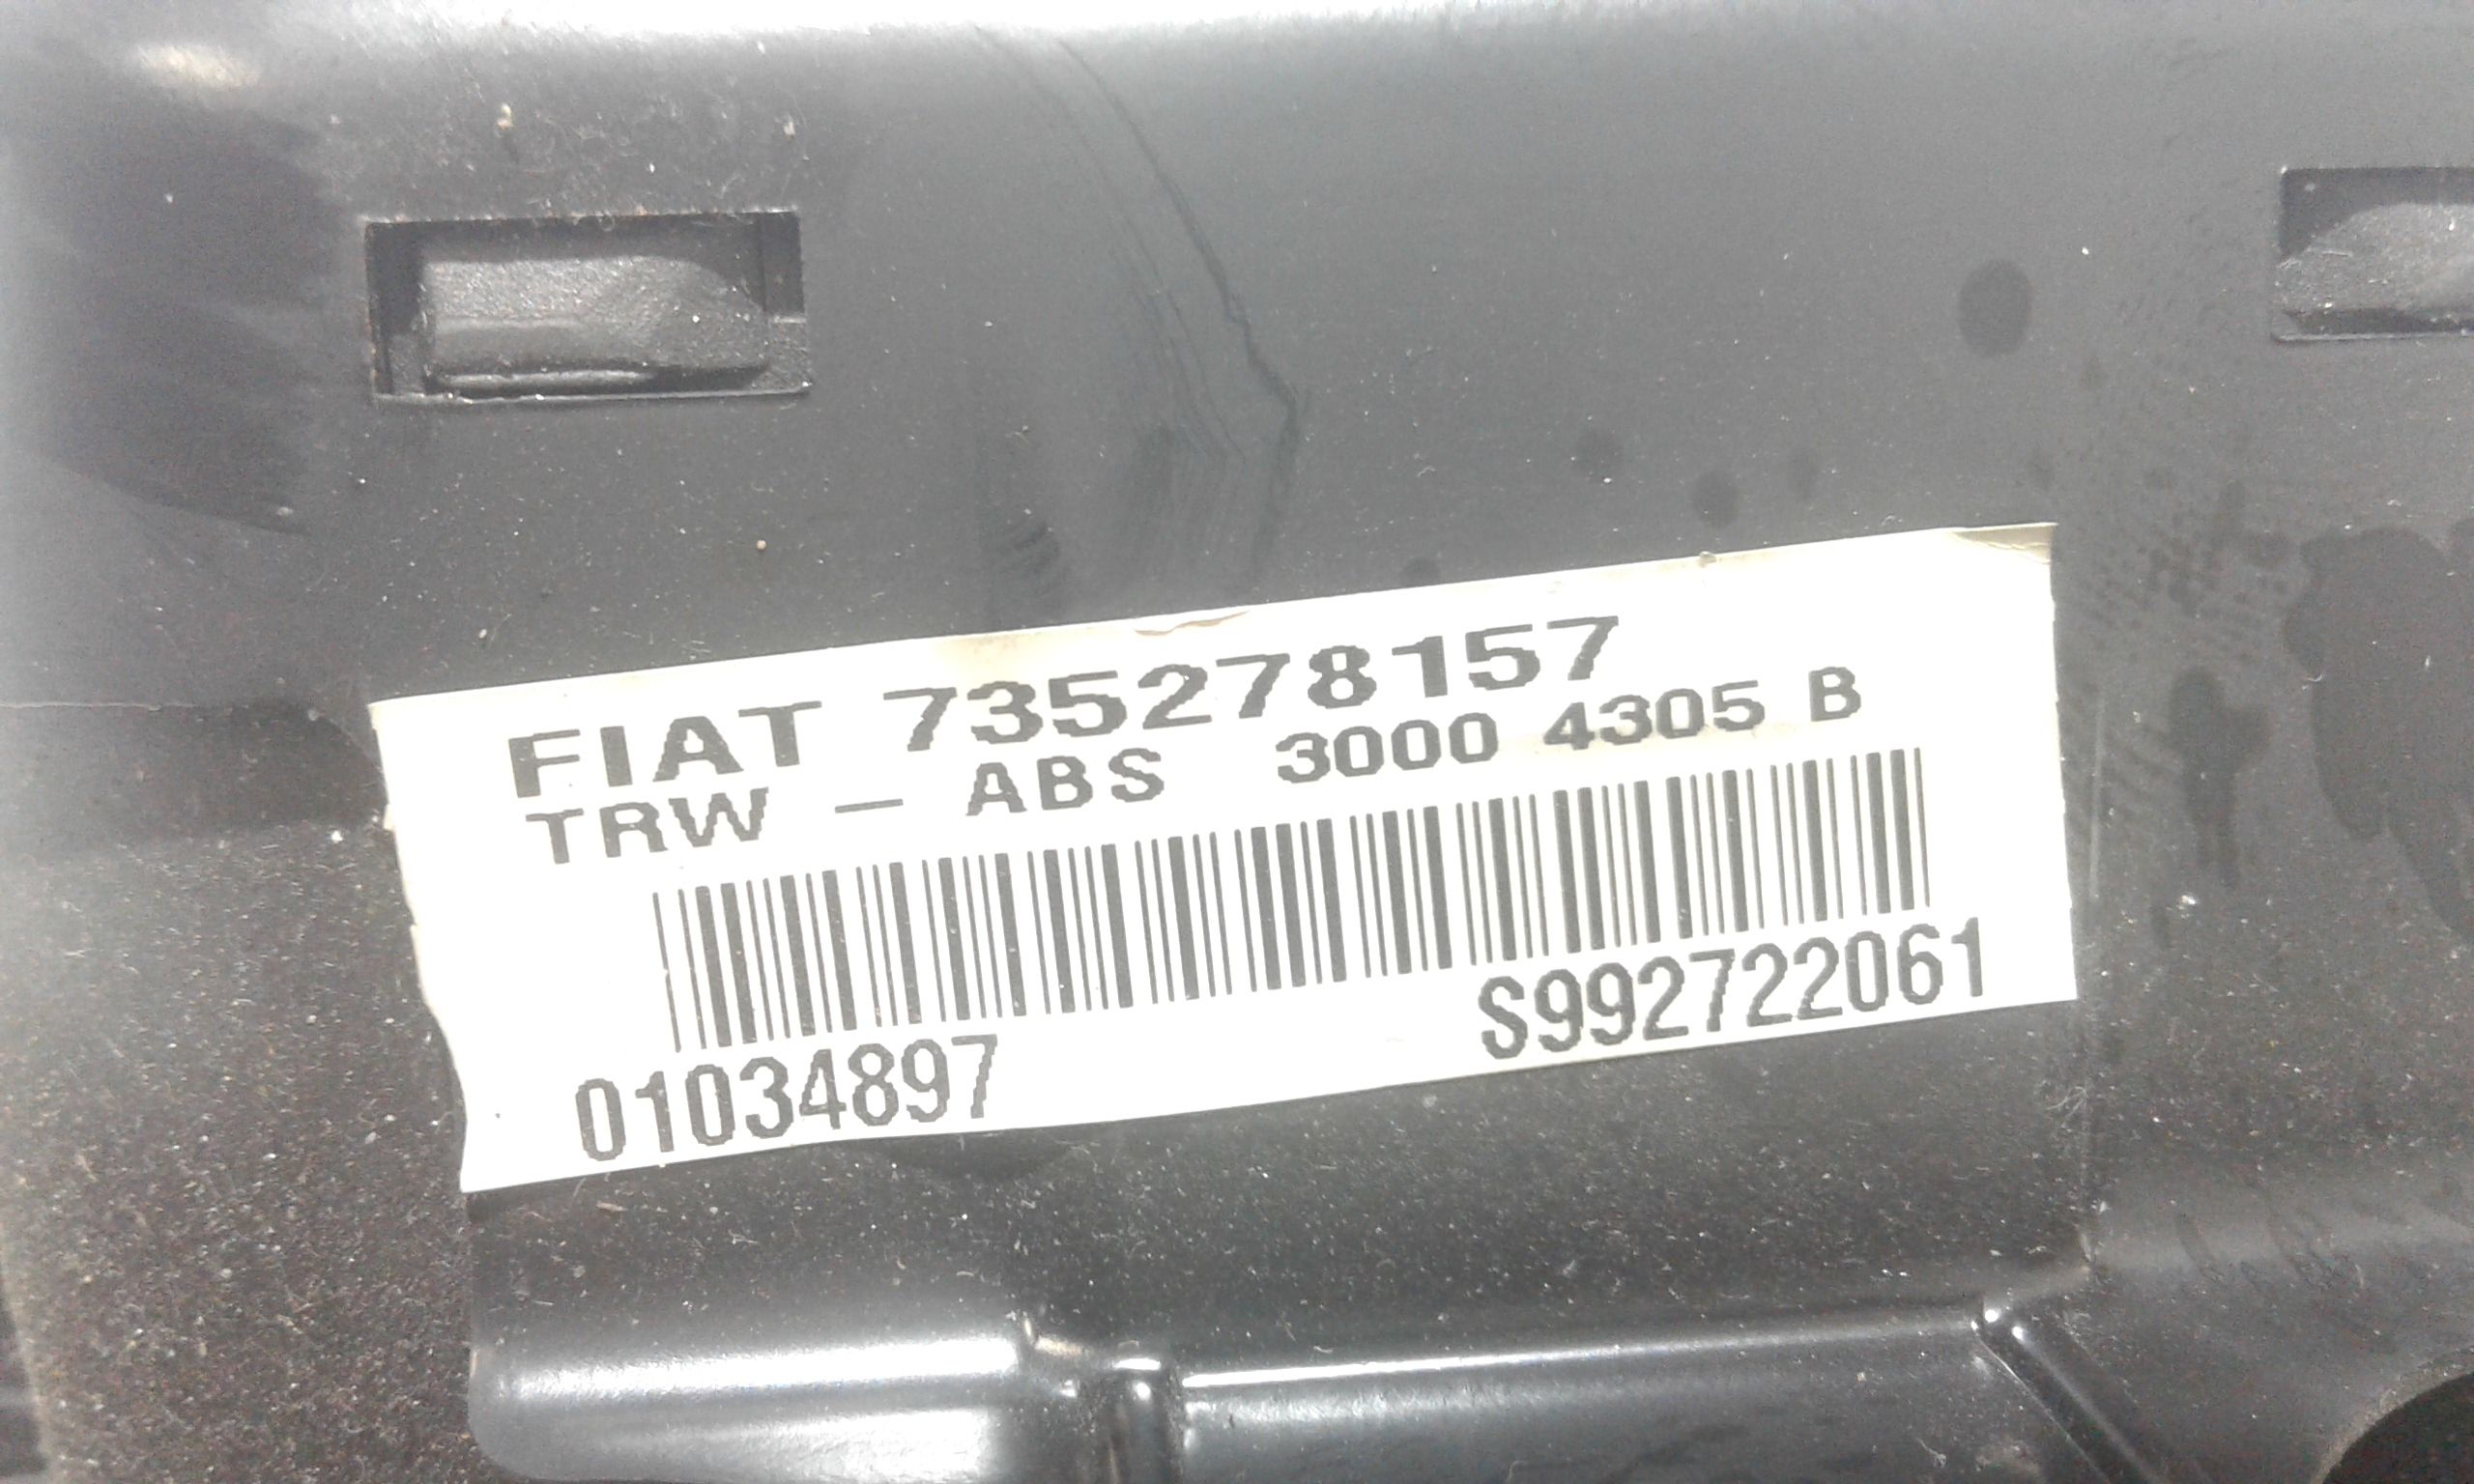 FIAT 735278157
TRW - ABS 3000 4305 B
01034897 S992722061